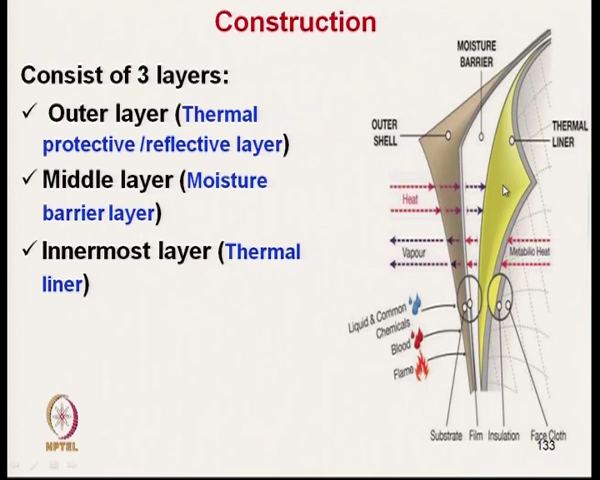 Construction
Consist of 3 layers:
✓ Outer layer (Thermal
protective /reflective layer)
✓ Middle layer (Moisture
barrier layer)
✓ Innermost layer (Thermal
liner)
MOISTURE
BARRIER
OUTER
SHELL
THERMAL
LINER
Heat
Vapour
Metabilic Heat
Liquid & Common
Chemicals
Blood
Flame
Substrate Film Insulation Face Cloth
133
NPTEL